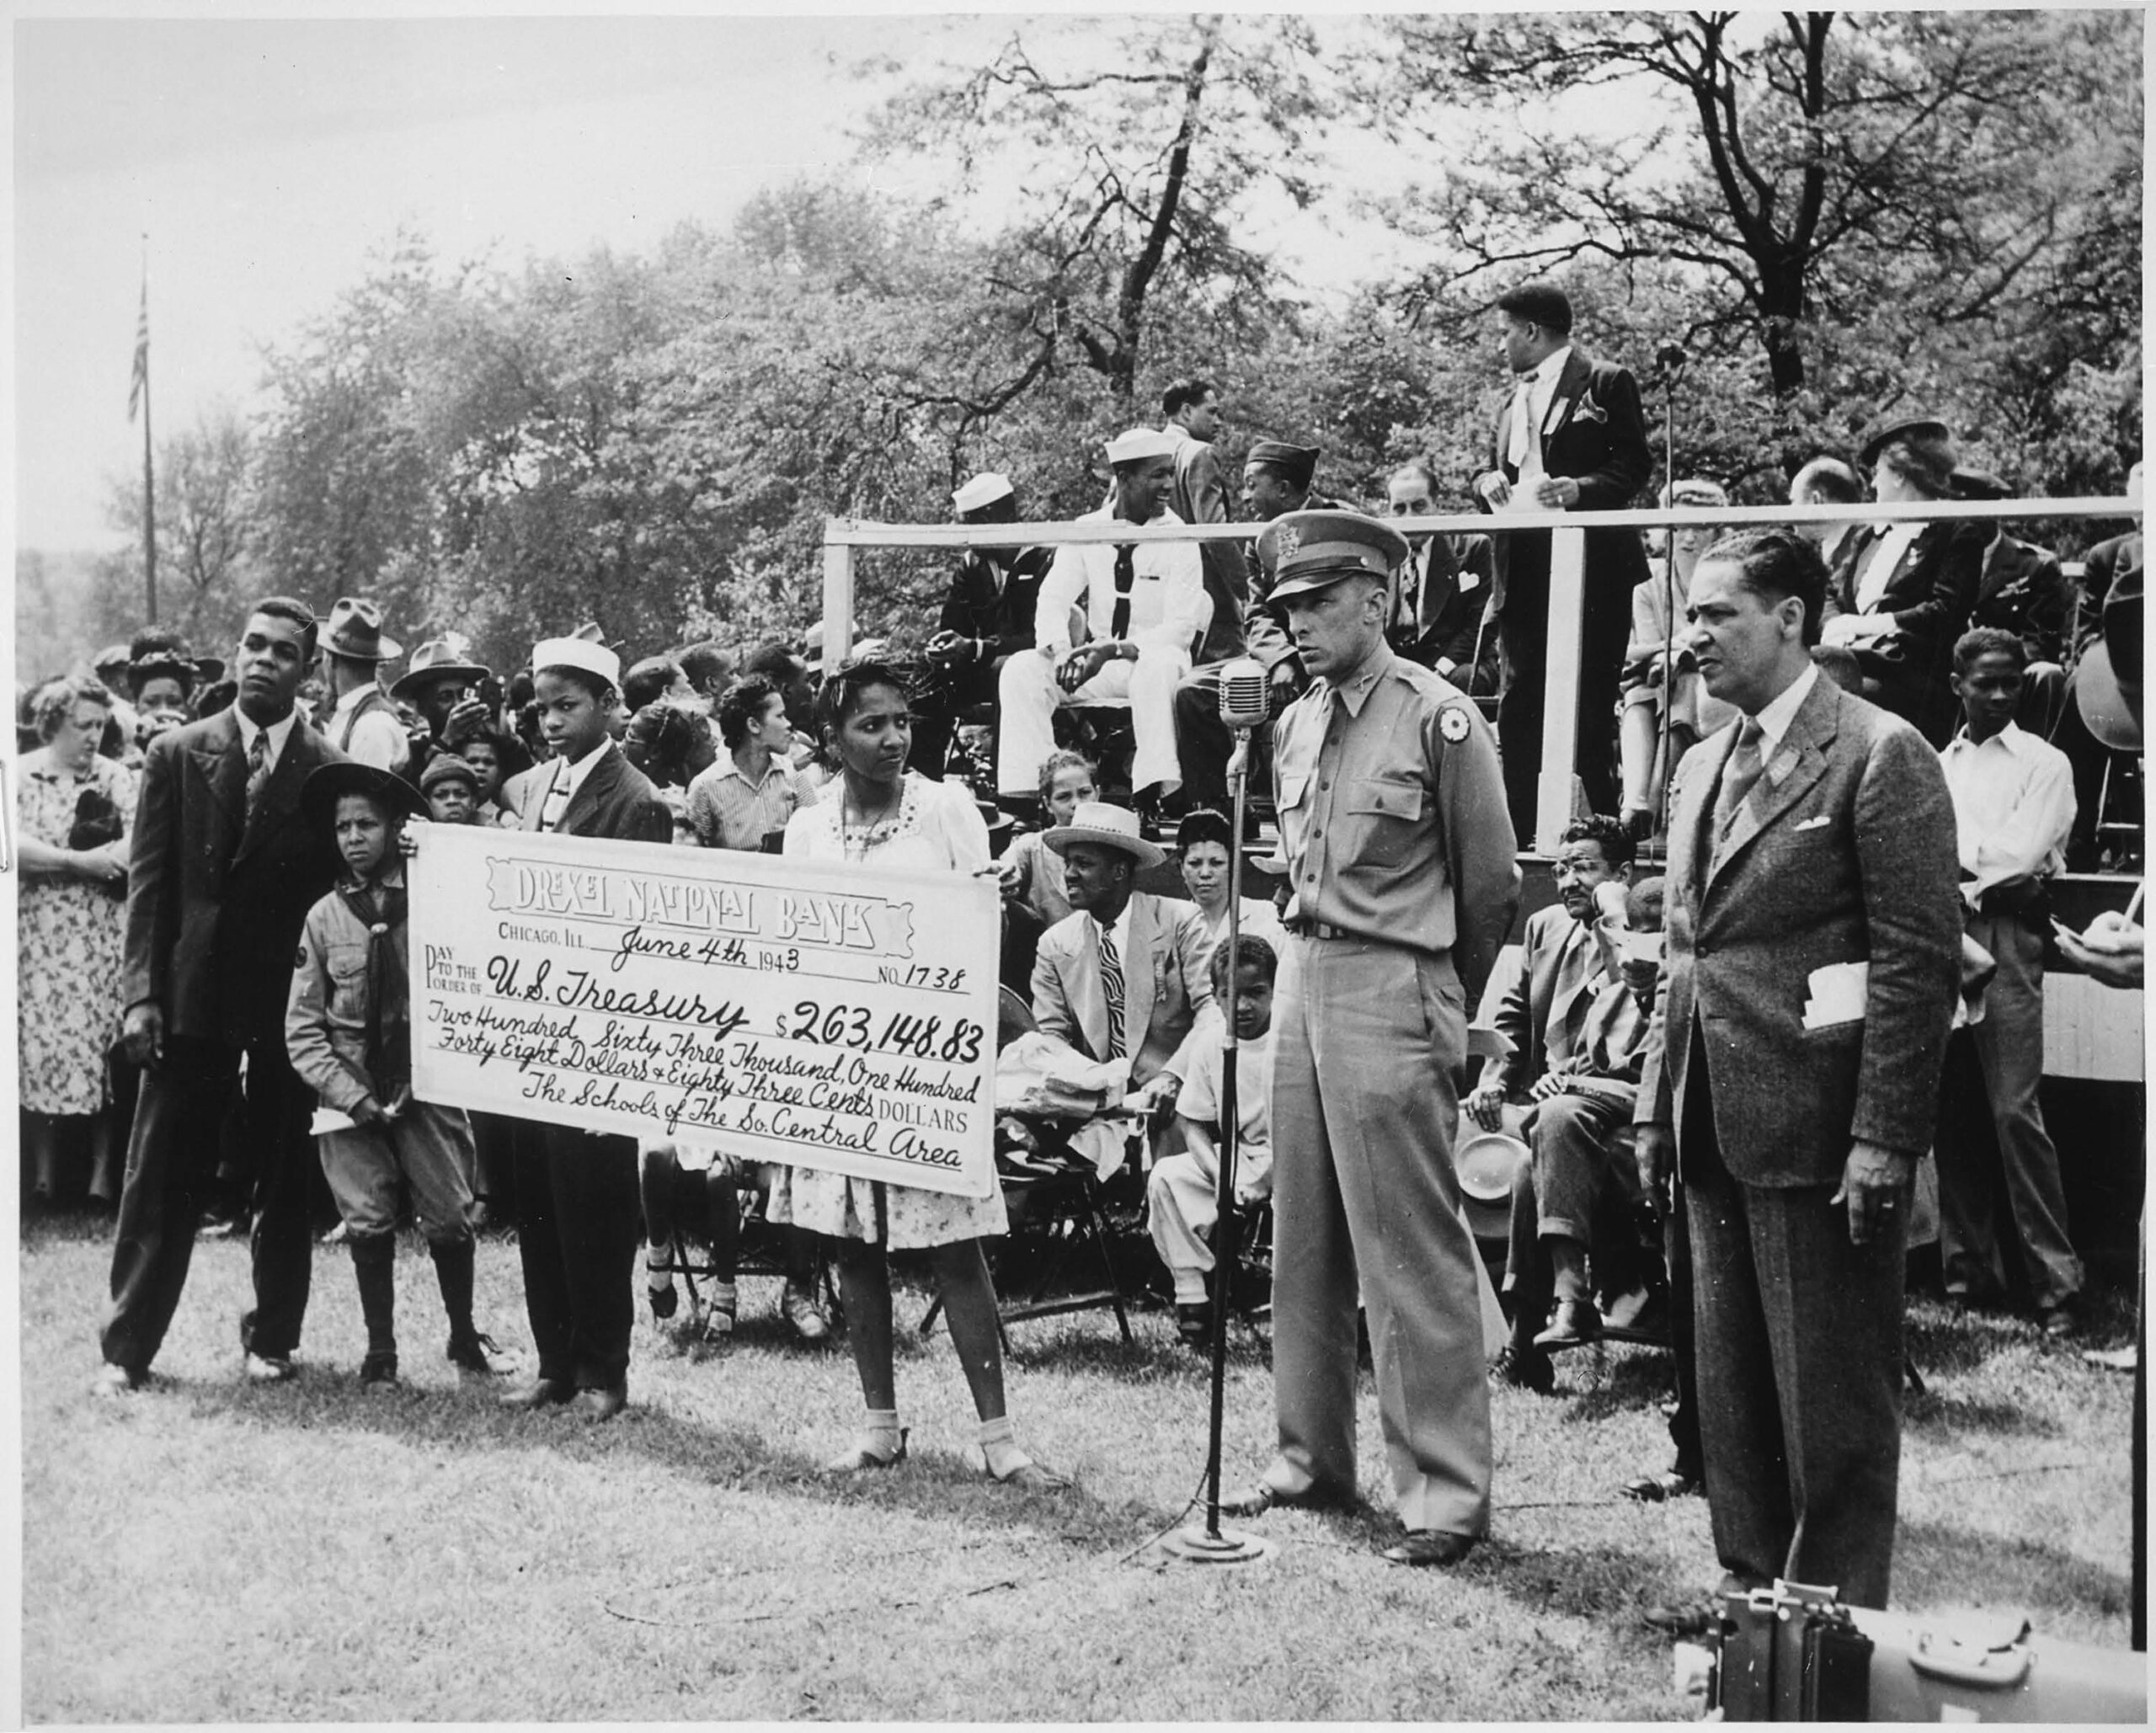 DREXEL NATIONAL BANK
CHICAGO, ILL. June 4th 1943 NO. 1738
PAY TO THE ORDER OF U.S. Treasury $263,148.83
Two Hundred, Sixty Three Thousand, One Hundred
Forty Eight Dollars & Eighty Three Cents DOLLARS
The Schools of The So. Central Area